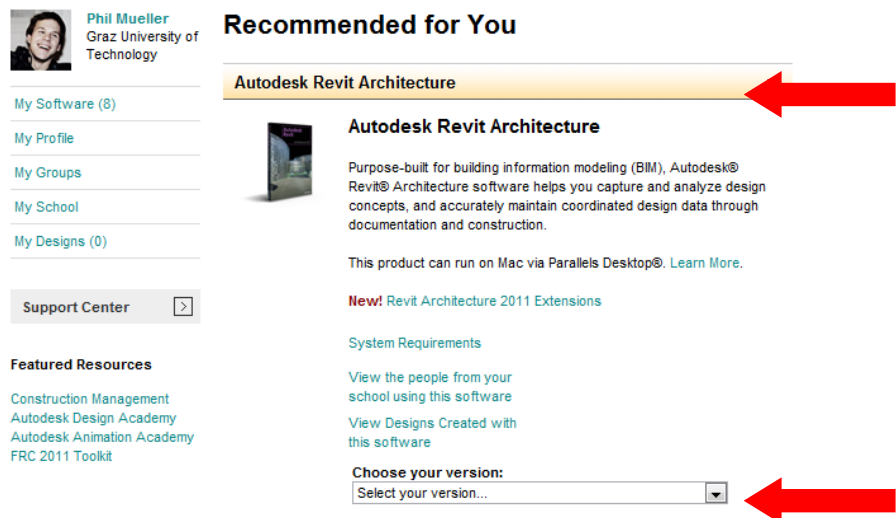 Phil Mueller
Graz University of
Technology
My Software (8)
My Profile
My Groups
My School
My Designs (0)
Support Center
Featured Resources
Construction Management
Autodesk Design Academy
Autodesk Animation Academy
FRC 2011 Toolkit
Recommended for You
Autodesk Revit Architecture
Autodesk Revit Architecture
Purpose-built for building information modeling (BIM), Autodesk®
Revit® Architecture software helps you capture and analyze design
concepts, and accurately maintain coordinated design data through
documentation and construction.
This product can run on Mac via Parallels Desktop®. Learn More.
New! Revit Architecture 2011 Extensions
System Requirements
View the people from your
school using this software
View Designs Created with
this software
Choose your version:
Select your version...